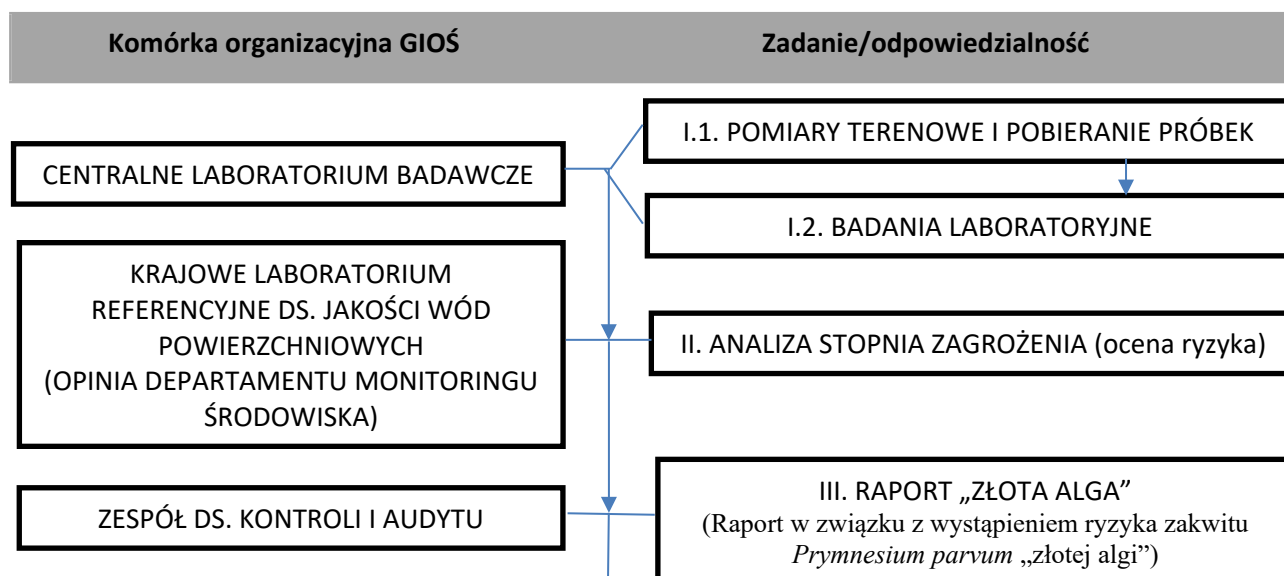 Komórka organizacyjna GIOŚ
Zadanie/odpowiedzialność
CENTRALNE LABORATORIUM BADAWCZE
I.1. POMIARY TERENOWE I POBIERANIE PRÓBEK
I.2. BADANIA LABORATORYJNE
KRAJOWE LABORATORIUM
REFERENCYJNE DS. JAKOŚCI WÓD
POWIERZCHNIOWYCH
(OPINIA DEPARTAMENTU MONITORINGU
ŚRODOWISKA)
II. ANALIZA STOPNIA ZAGROŻENIA (ocena ryzyka)
ZESPÓŁ DS. KONTROLI I AUDYTU
III. RAPORT „ZŁOTA ALGA”
(Raport w związku z wystąpieniem ryzyka zakwitu
Prymnesium parvum „złotej algi”)